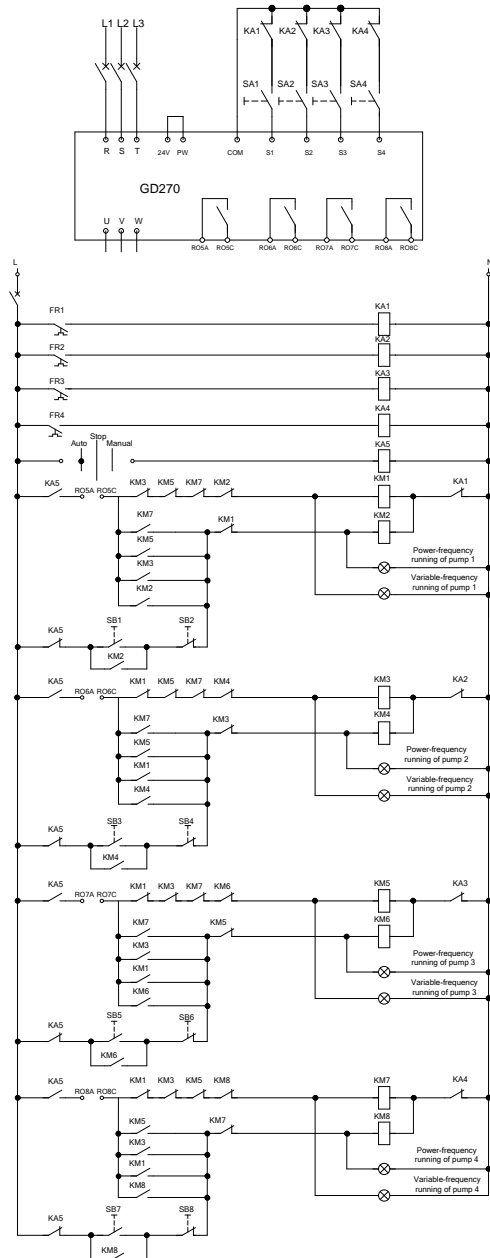 L1 L2 L3
KA1 KA2 KA3 KA4
SA1 SA2 SA3 SA4
R S T 24V PW COM S1 S2 S3 S4
GD270
U V W
RO5A RO5C RO6A RO6C RO7A RO7C RO8A RO8C
L N
FR1 KA1
FR2 KA2
FR3 KA3
FR4 KA4
Stop
Auto Manual KA5
KA5 RO5A RO5C KM3 KM5 KM7 KM2 KM1 KA1
KM7 KM1 KM2
KM5
Power-frequency
running of pump 1
KM3
Variable-frequency
running of pump 1
KM2
KA5 SB1 SB2
KM2
KA5 RO6A RO6C KM1 KM5 KM7 KM4 KM3 KA2
KM7 KM3 KM4
KM5
Power-frequency
running of pump 2
KM1
Variable-frequency
running of pump 2
KM4
KA5 SB3 SB4
KM4
KA5 RO7A RO7C KM1 KM3 KM7 KM6 KM5 KA3
KM7 KM5 KM6
KM3
Power-frequency
running of pump 3
KM1
Variable-frequency
running of pump 3
KM6
KA5 SB5 SB6
KM6
KA5 RO8A RO8C KM1 KM3 KM5 KM8 KM7 KA4
KM5 KM7 KM8
KM3
Power-frequency
running of pump 4
KM1
Variable-frequency
running of pump 4
KM8
KA5 SB7 SB8
KM8